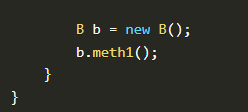 B b = new B();
b.meth1();
}
}